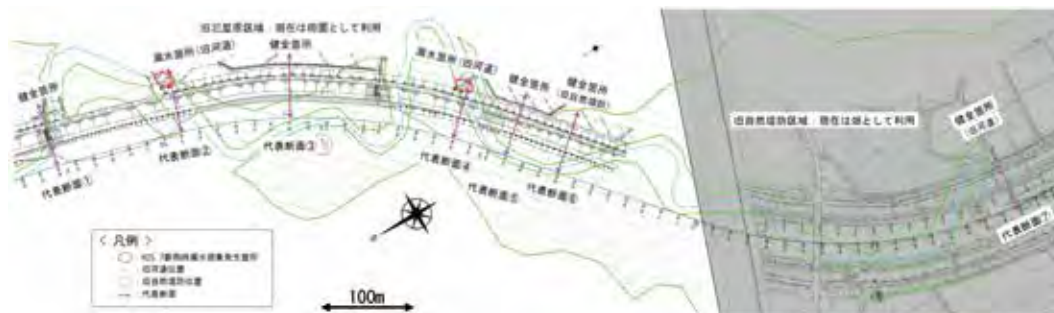 旧氾濫原区域：現在は田園として利用
漏水箇所（旧河道）
健全箇所
漏水箇所（旧河道）
健全箇所
健全箇所
（旧自然堤防）
健全箇所
旧自然堤防区域：現在は畑として利用
健全箇所
（旧河道）
代表断面①
代表断面②
代表断面③
代表断面④
代表断面⑤
代表断面⑥
代表断面⑦
＜ 凡例 ＞
旧河道位置
旧自然堤防位置
代表断面
100m